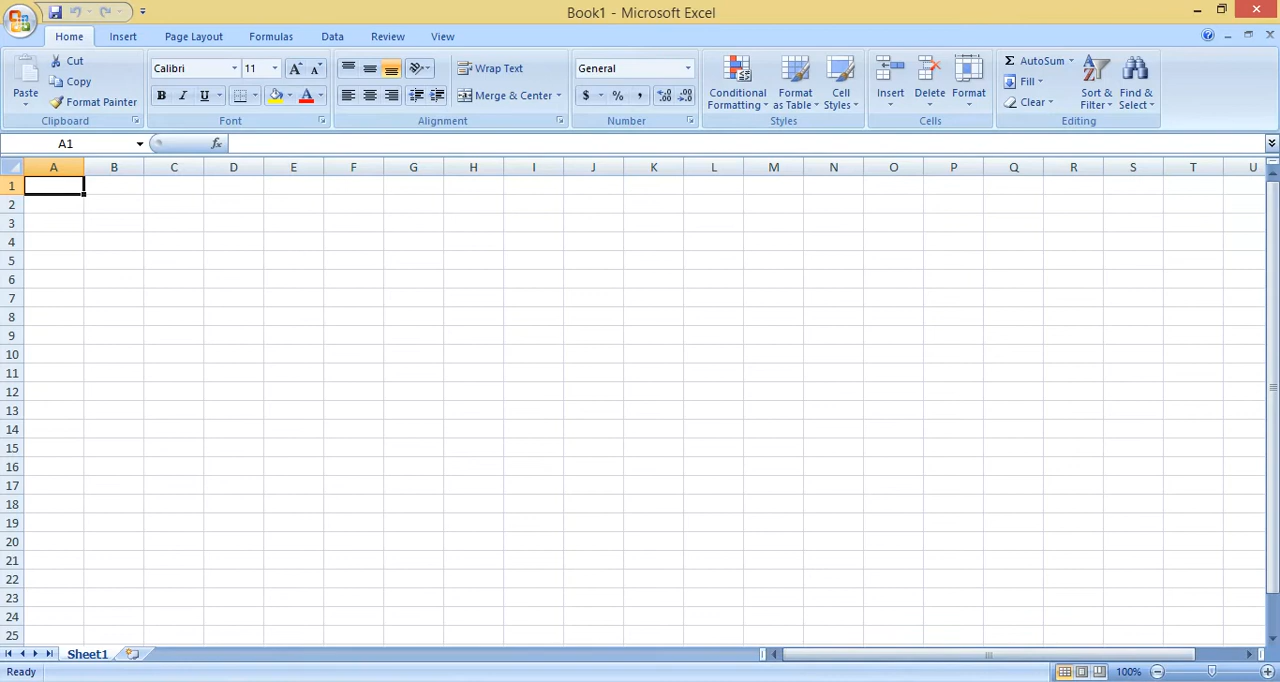 Book1 - Microsoft Excel
Home Insert Page Layout Formulas Data Review View
Cut
Copy
Format Painter
Paste
Clipboard
Calibri 11
B I U
Font
Wrap Text
Merge & Center
Alignment
General
$ % ,
Number
Conditional Formatting
Format as Table
Cell Styles
Styles
Insert Delete Format
Cells
Σ AutoSum
Fill
Clear
Sort & Filter
Find & Select
Editing
A1 fx
A B C D E F G H I J K L M N O P Q R S T U
1
2
3
4
5
6
7
8
9
10
11
12
13
14
15
16
17
18
19
20
21
22
23
24
25
Sheet1
Ready 100%